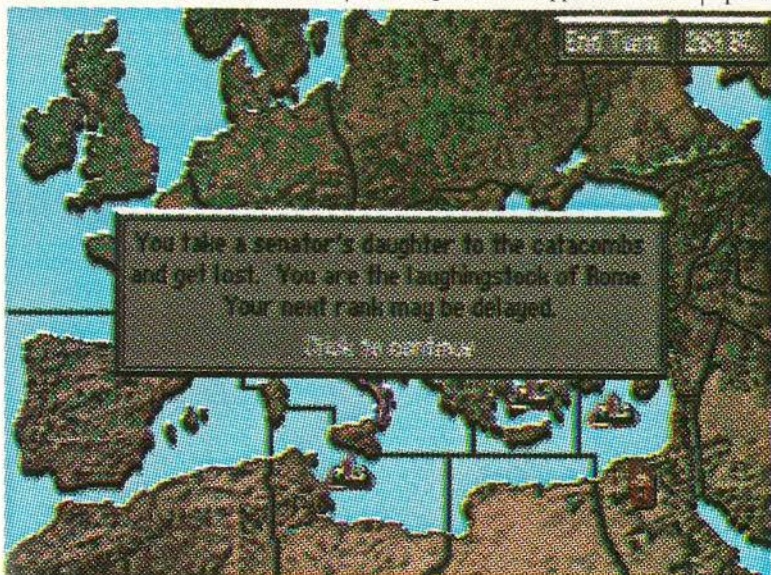 End Turn
You take a senator's daughter to the catacombs
and get lost. You are the laughingstock of Rome.
Your next rank may be delayed.
Click to continue